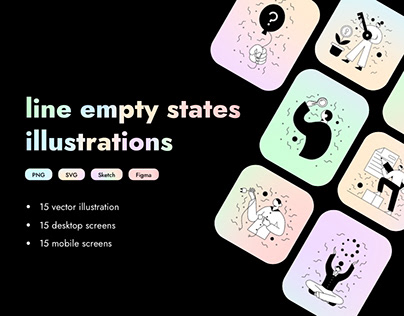 ?
line empty states
illustrations
PNG SVG Sketch Figma
• 15 vector illustration
• 15 desktop screens
• 15 mobile screens